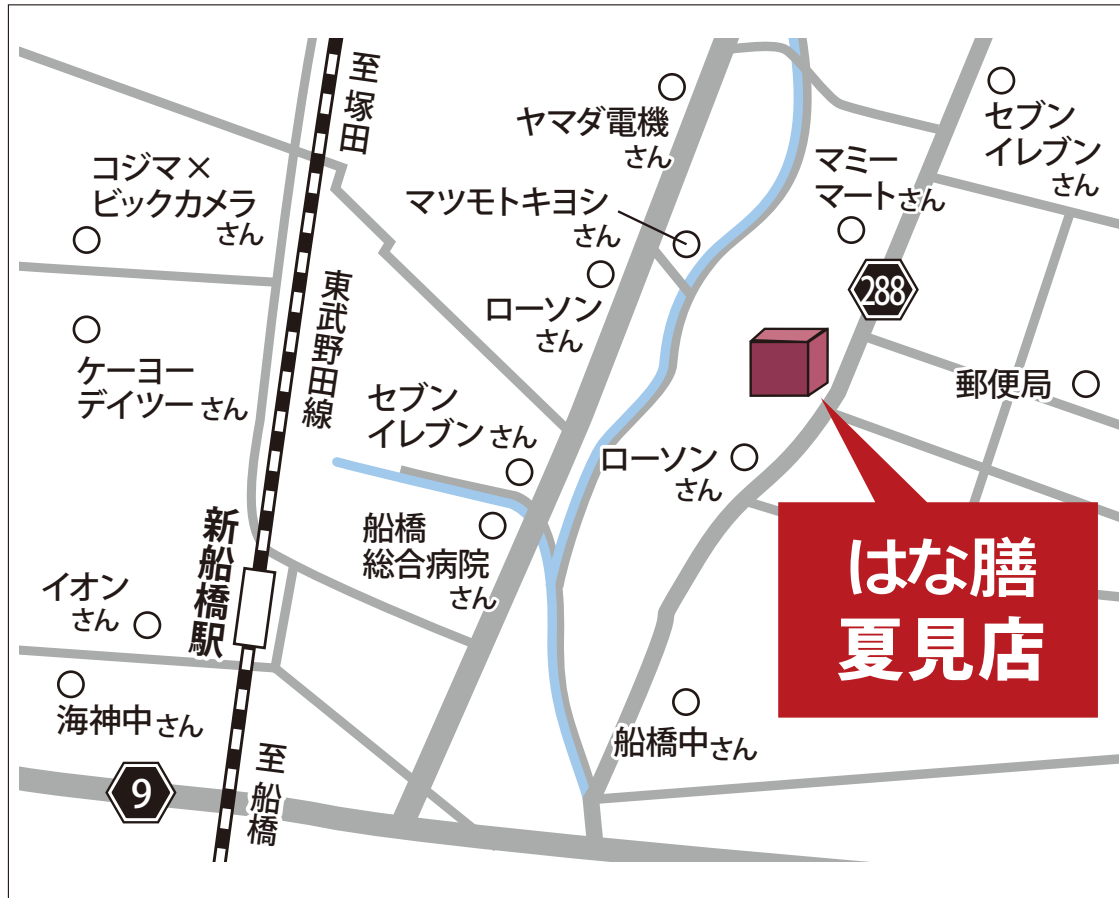 至 塚田
ヤマダ電機
さん
セブン
イレブン
さん
コジマ×
ビックカメラ
さん
マミー
マートさん
マツモトキヨシ
さん
288
東武野田線
ローソン
さん
ケーヨー
デイツーさん
郵便局
セブン
イレブンさん
ローソン
さん
新船橋駅
船橋
総合病院
さん
はな膳
夏見店
イオン
さん
海神中さん
船橋中さん
至 船橋
9